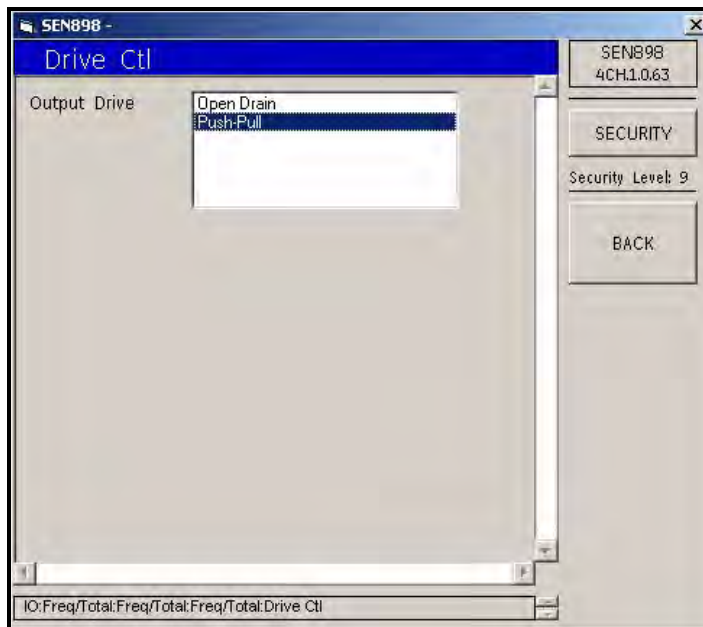 SEN898 -
Drive Ctl
SEN898
4CH.1.0.63
Output Drive
Open Drain
Push-Pull
SECURITY
Security Level: 9
BACK
IO:Freq/Total:Freq/Total:Freq/Total:Drive Ctl